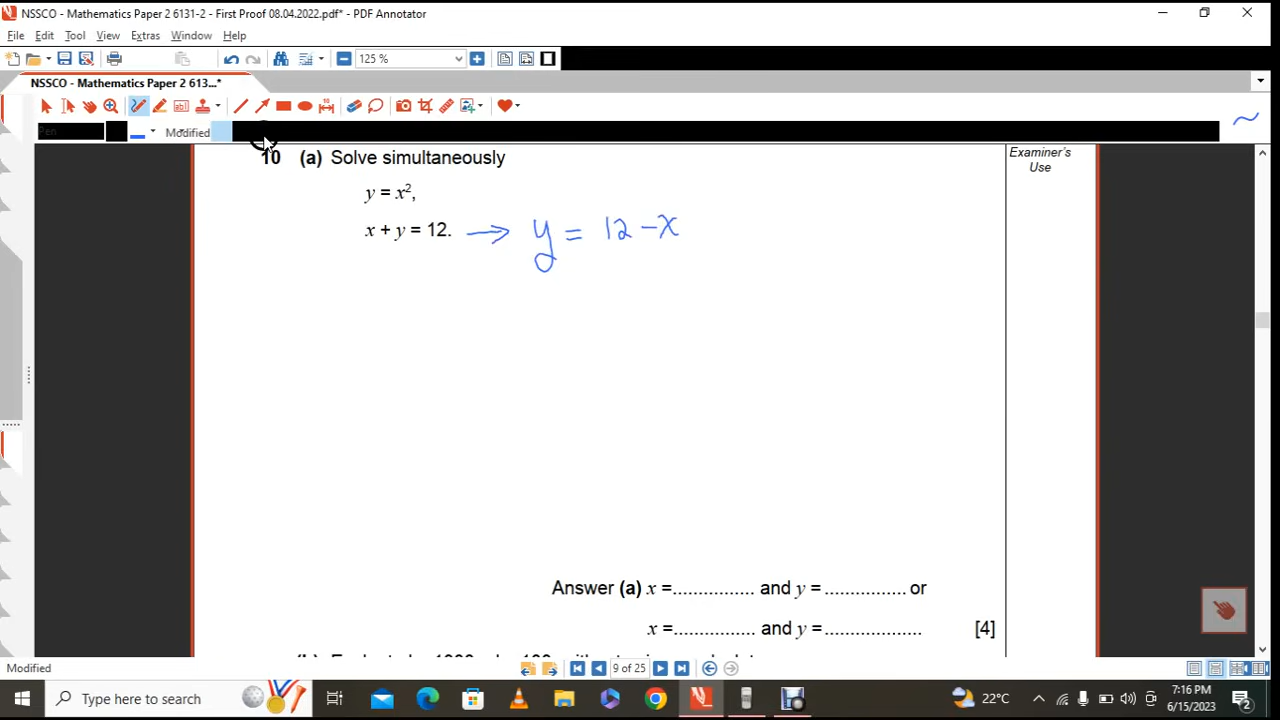 NSSCO - Mathematics Paper 2 6131-2 - First Proof 08.04.2022.pdf* - PDF Annotator
File Edit Tool View Extras Window Help
125 %
NSSCO - Mathematics Paper 2 613...*
Pen Modified
10 (a) Solve simultaneously
Examiner's
Use
y = x²,
x + y = 12. → y = 12 - x
Answer (a) x =................ and y = ................ or
x =................ and y =................... [4]
Modified
9 of 25
Type here to search
22°C
7:16 PM
6/15/2023
2